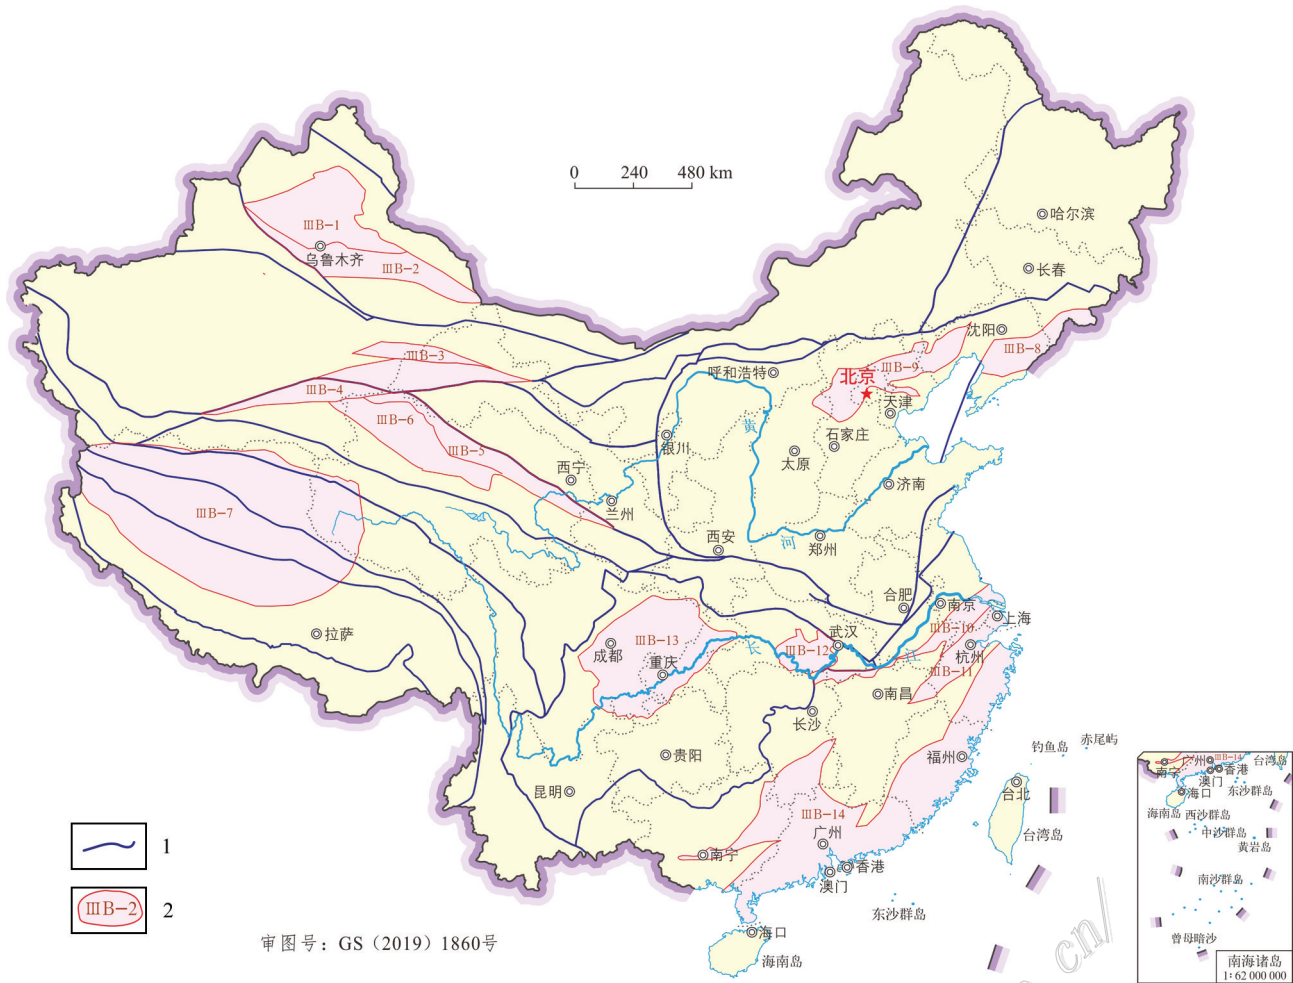 0 240 480 km
哈尔滨
ⅢB-1
乌鲁木齐
ⅢB-2
长春
沈阳
ⅢB-8
ⅢB-3
ⅢB-9
呼和浩特
北京
ⅢB-4
天津
ⅢB-6
黄
石家庄
银川
ⅢB-5
太原
西宁
济南
兰州
ⅢB-7
西安
河
郑州
合肥
南京
上海
拉萨
武汉
ⅢB-10
ⅢB-13
长
江
成都
ⅢB-12
杭州
重庆
ⅢB-11
南昌
长沙
贵阳
福州
钓鱼岛
赤尾屿
昆明
台北
ⅢB-14
台湾岛
广州
南宁
香港
澳门
东沙群岛
海口
海南岛
1
ⅢB-2 2
审图号：GS（2019）1860号
广州
ⅢB-14
台湾岛
南宁
香港
澳门
海口
东沙群岛
海南岛
西沙群岛
中沙群岛
黄岩岛
南沙群岛
曾母暗沙
南海诸岛
1:62 000 000
cn/